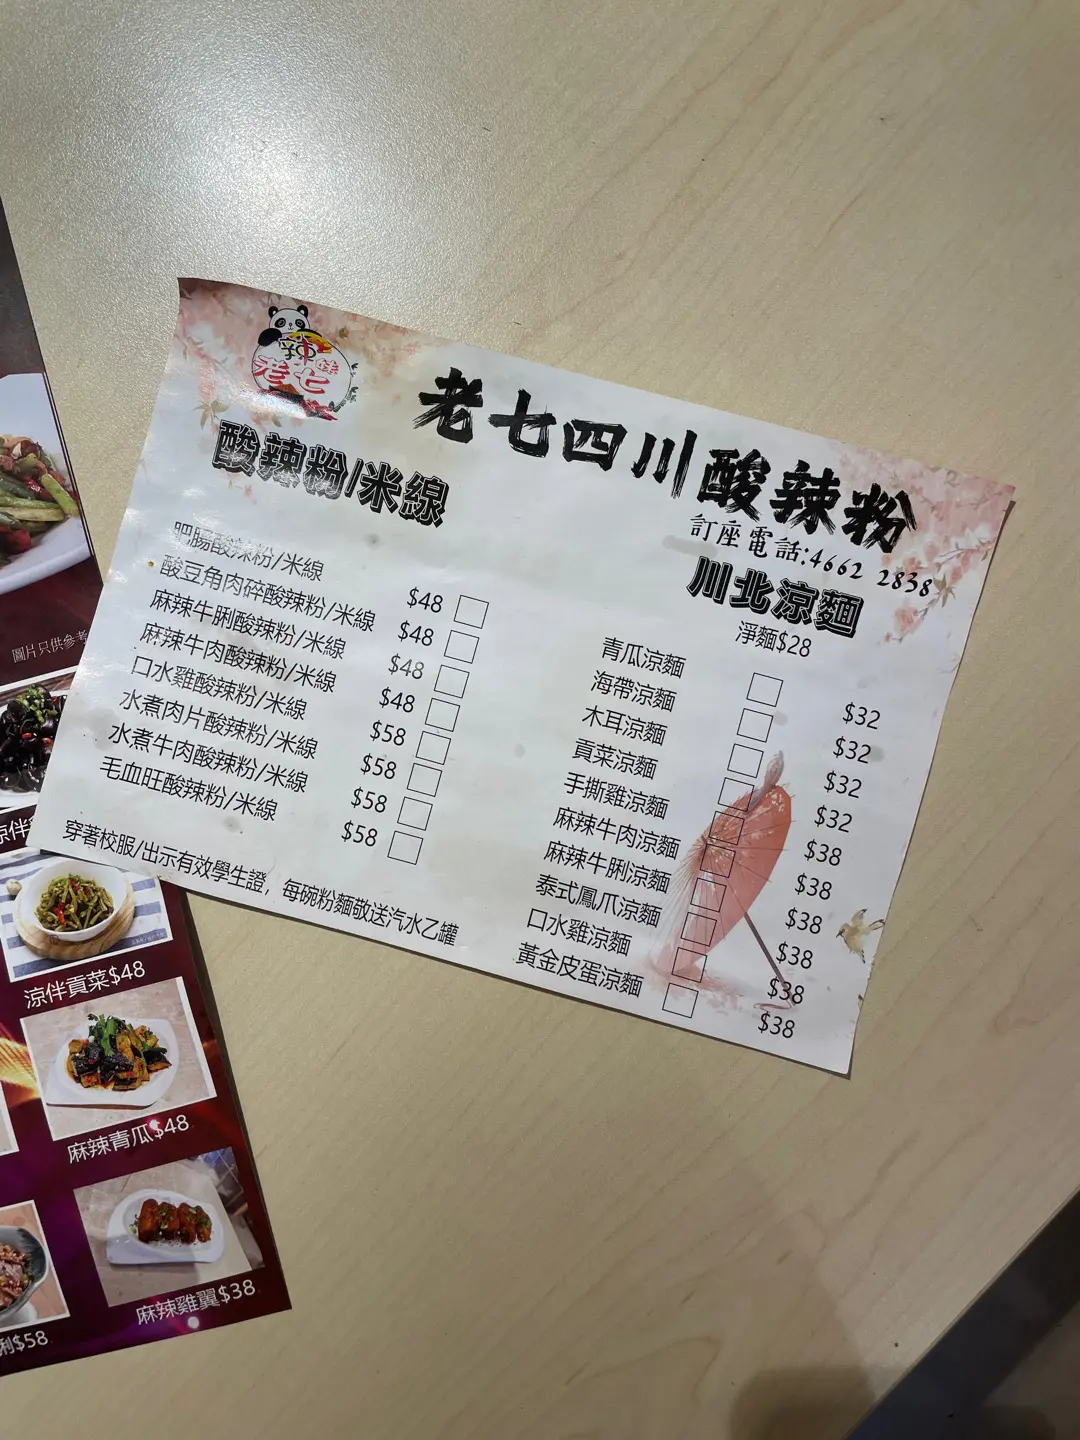 辣味
老七
老七四川酸辣粉
訂座電話:4662 2838
酸辣粉/米線
肥腸酸辣粉/米線 $48
酸豆角肉碎酸辣粉/米線 $48
麻辣牛脷酸辣粉/米線 $48
麻辣牛肉酸辣粉/米線 $48
口水雞酸辣粉/米線 $58
水煮肉片酸辣粉/米線 $58
水煮牛肉酸辣粉/米線 $58
毛血旺酸辣粉/米線 $58
穿著校服/出示有效學生證，每碗粉麵敬送汽水乙罐
川北涼麵
淨麵$28
青瓜涼麵 $32
海帶涼麵 $32
木耳涼麵 $32
貢菜涼麵 $32
手撕雞涼麵 $38
麻辣牛肉涼麵 $38
麻辣牛脷涼麵 $38
泰式鳳爪涼麵 $38
口水雞涼麵 $38
黃金皮蛋涼麵 $38
圖片只供參考
涼伴
涼伴貢菜$48
麻辣青瓜$48
麻辣雞翼$38
脷$58